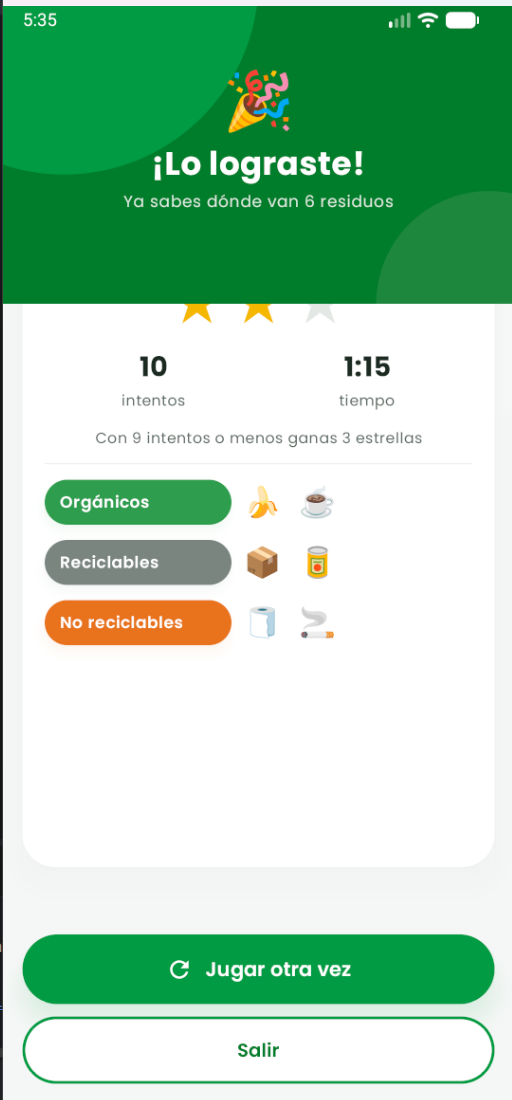 5:35
¡Lo lograste!
Ya sabes dónde van 6 residuos
10
1:15
intentos
tiempo
Con 9 intentos o menos ganas 3 estrellas
Orgánicos
Reciclables
No reciclables
Jugar otra vez
Salir